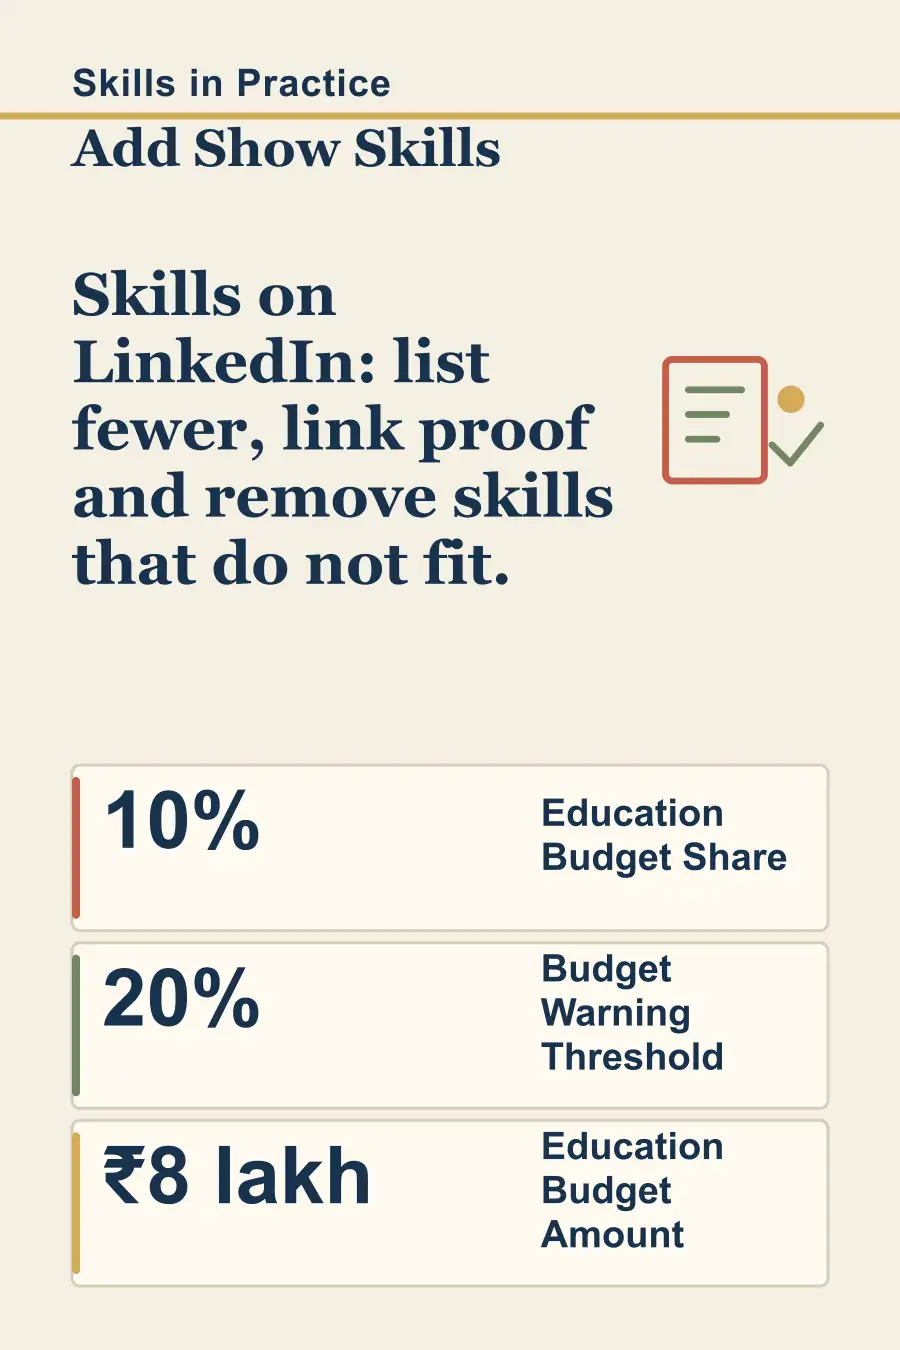 Skills in Practice
Add Show Skills
Skills on
LinkedIn: list
fewer, link proof
and remove skills
that do not fit.
10%
Education
Budget Share
20%
Budget
Warning
Threshold
₹8 lakh
Education
Budget
Amount